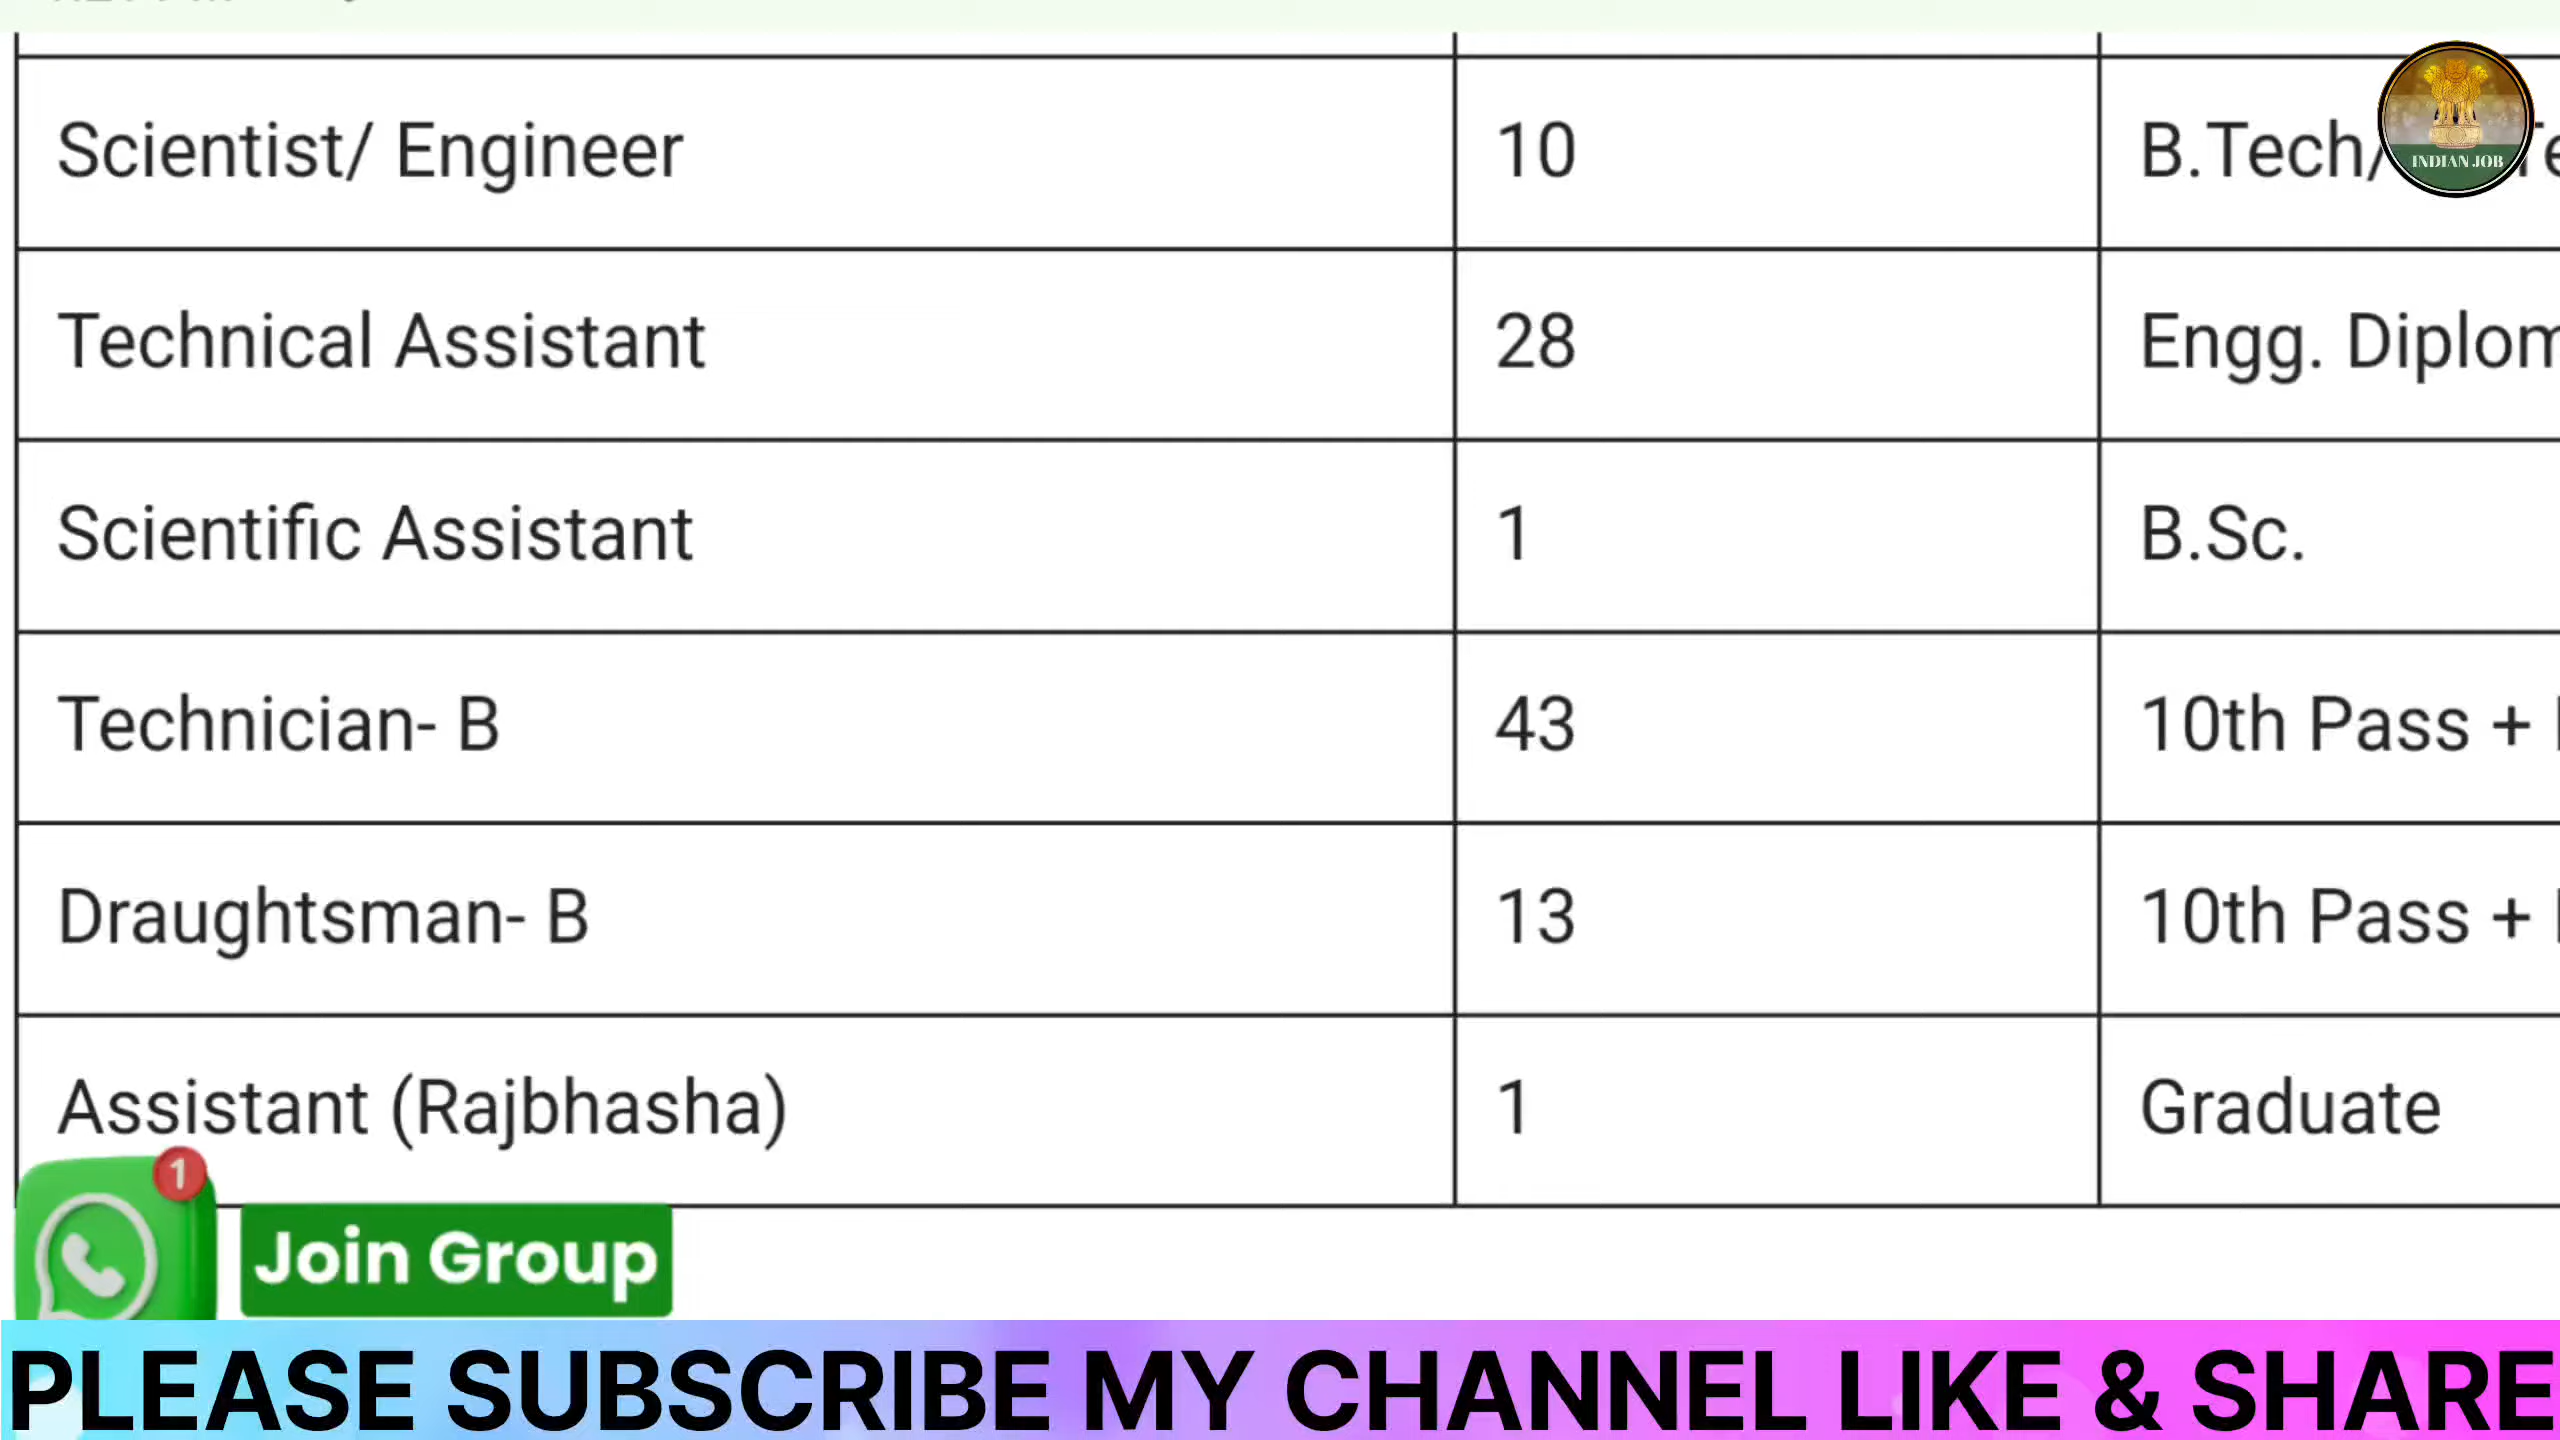 Scientist/ Engineer 10 B.Tech/
INDIAN JOB
Technical Assistant 28 Engg. Diplom
Scientific Assistant 1 B.Sc.
Technician- B 43 10th Pass +
Draughtsman- B 13 10th Pass +
Assistant (Rajbhasha) 1 Graduate
1
Join Group
PLEASE SUBSCRIBE MY CHANNEL LIKE & SHARE